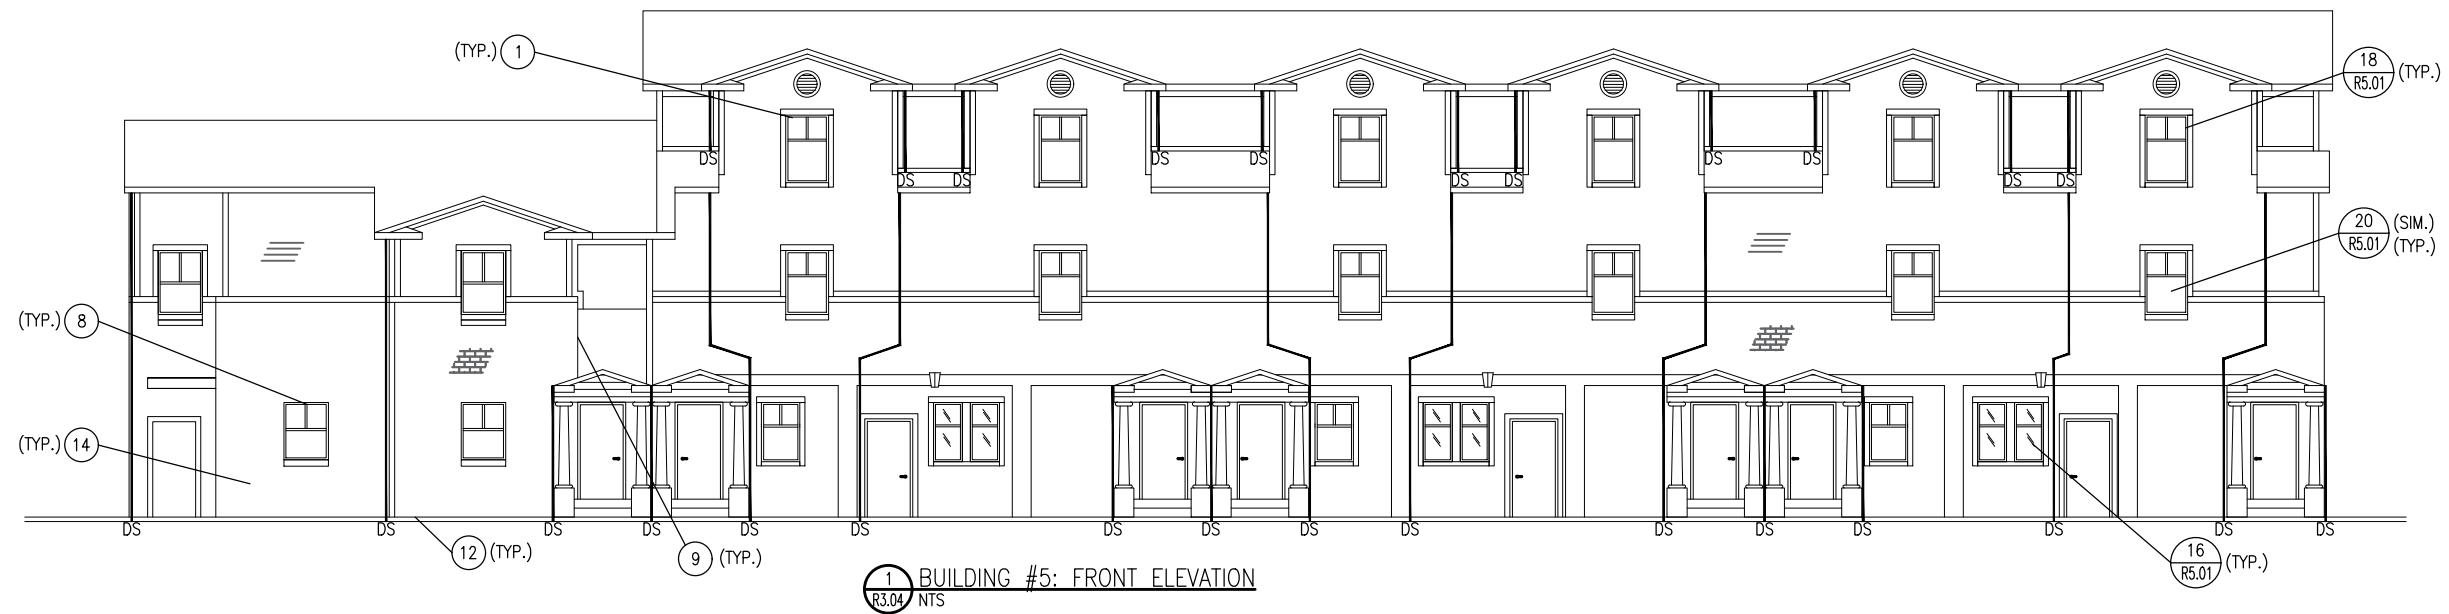 (TYP.) 1
18
R5.01 (TYP.)
DS DS DS DS DS
DS DS DS DS DS DS
20 (SIM.)
R5.01 (TYP.)
(TYP.) 8
(TYP.) 14
DS DS DS DS DS DS DS DS DS DS DS DS DS DS DS DS
12 (TYP.)
9 (TYP.)
16
R5.01 (TYP.)
1 BUILDING #5: FRONT ELEVATION
R3.04 NTS